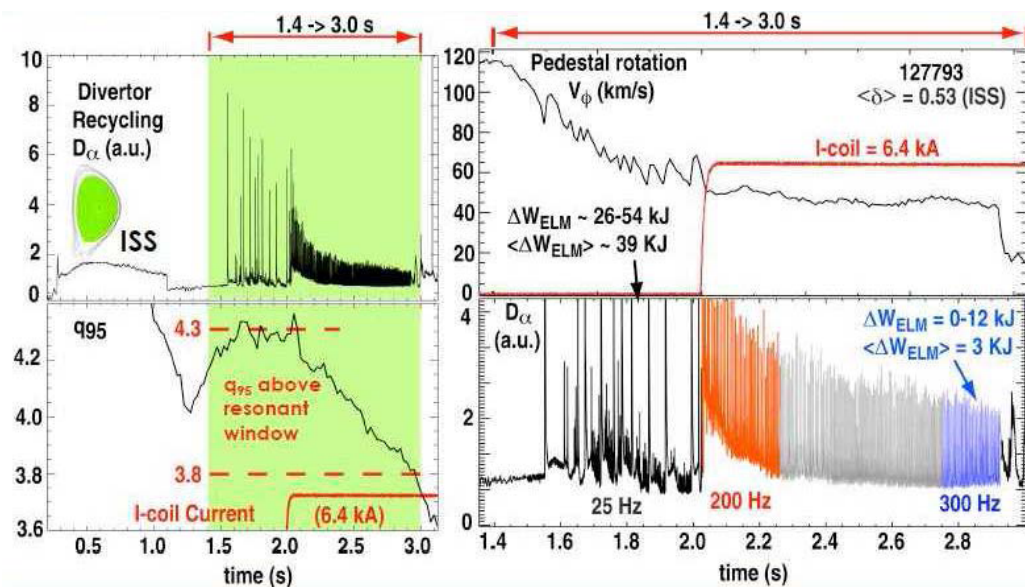 1.4 -> 3.0 s
10
8
6
4
2
0
Divertor
Recycling
Dα (a.u.)
ISS
q95
4.2
4.0
3.8
3.6
4.3
q95 above
resonant
window
3.8
I-coil Current
(6.4 kA)
0.5 1.0 1.5 2.0 2.5 3.0
time (s)
1.4 -> 3.0 s
120
100
80
60
40
20
0
Pedestal rotation
Vϕ (km/s)
127793
<δ> = 0.53 (ISS)
I-coil = 6.4 kA
ΔWELM ~ 26-54 kJ
<ΔWELM> ~ 39 KJ
Dα
(a.u.)
4
2
0
ΔWELM = 0-12 kJ
<ΔWELM> = 3 KJ
25 Hz
200 Hz
300 Hz
1.4 1.6 1.8 2.0 2.2 2.4 2.6 2.8
time (s)